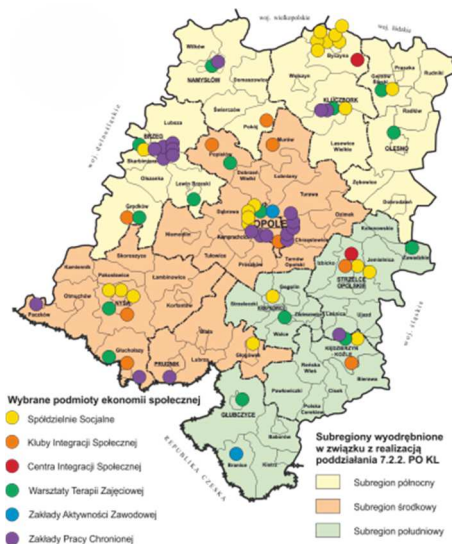 woj. wielkopolskie
woj. łódzkie
Wilków
Byczyna
Praszka
Rudniki
NAMYSŁÓW
Domaszowice
Wołczyn
Gorzów Śląski
KLUCZBORK
Radłów
Świerczów
Lasowice Wielkie
OLESNO
Lubsza
Pokój
Murów
woj. dolnośląskie
BRZEG
Skarbimierz
Popielów
Olszanka
Dobrzeń Wielki
Łubniany
Zębowice
Lewin Brzeski
Turawa
Dobrodzień
Grodków
Dąbrowa
OPOLE
Ozimek
Kolonowskie
Niemodlin
Komprachcice
Chrząstowice
Zawadzkie
Skoroszyce
Tułowice
Prószków
Tarnów Opolski
Izbicko
Jemielnica
Kamiennik
Pakosławice
Łambinowice
STRZELCE OPOLSKIE
Gogolin
Otmuchów
NYSA
Korfantów
Strzeleczki
KRAPKOWICE
Zdzieszowice
Leśnica
Ujazd
woj. śląskie
Paczków
Biała
Walce
KĘDZIERZYN KOŹLE
Głuchołazy
PRUDNIK
Lubrza
Głogówek
Reńska Wieś
Bierawa
Pawłowiczki
Cisek
Polska Cerekiew
GŁUBCZYCE
Baborów
Branice
Kietrz
REPUBLIKA CZESKA
Wybrane podmioty ekonomii społecznej
Spółdzielnie Socjalne
Kluby Integracji Społecznej
Centra Integracji Społecznej
Warsztaty Terapii Zajęciowej
Zakłady Aktywności Zawodowej
Zakłady Pracy Chronionej
Subregiony wyodrębnione
w związku z realizacją
poddziałania 7.2.2. PO KL
Subregion północny
Subregion środkowy
Subregion południowy